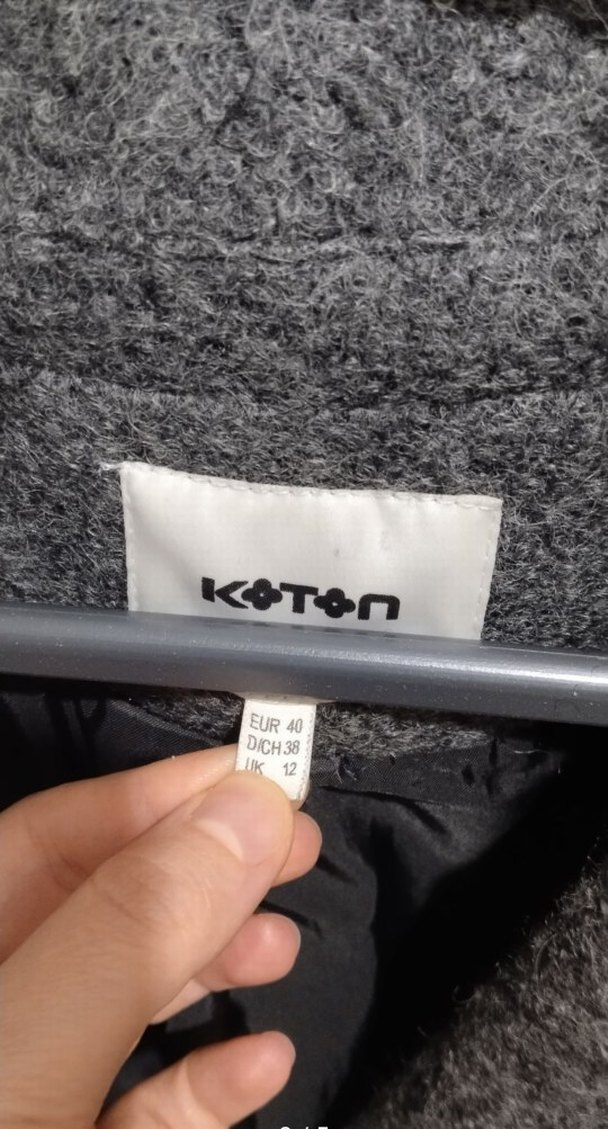 KOTON
EUR 40
D/CH 38
UK 12